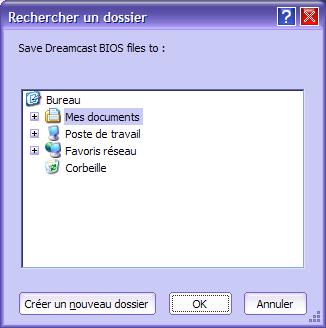 Rechercher un dossier
Save Dreamcast BIOS files to :
Bureau
Mes documents
Poste de travail
Favoris réseau
Corbeille
Créer un nouveau dossier
OK
Annuler